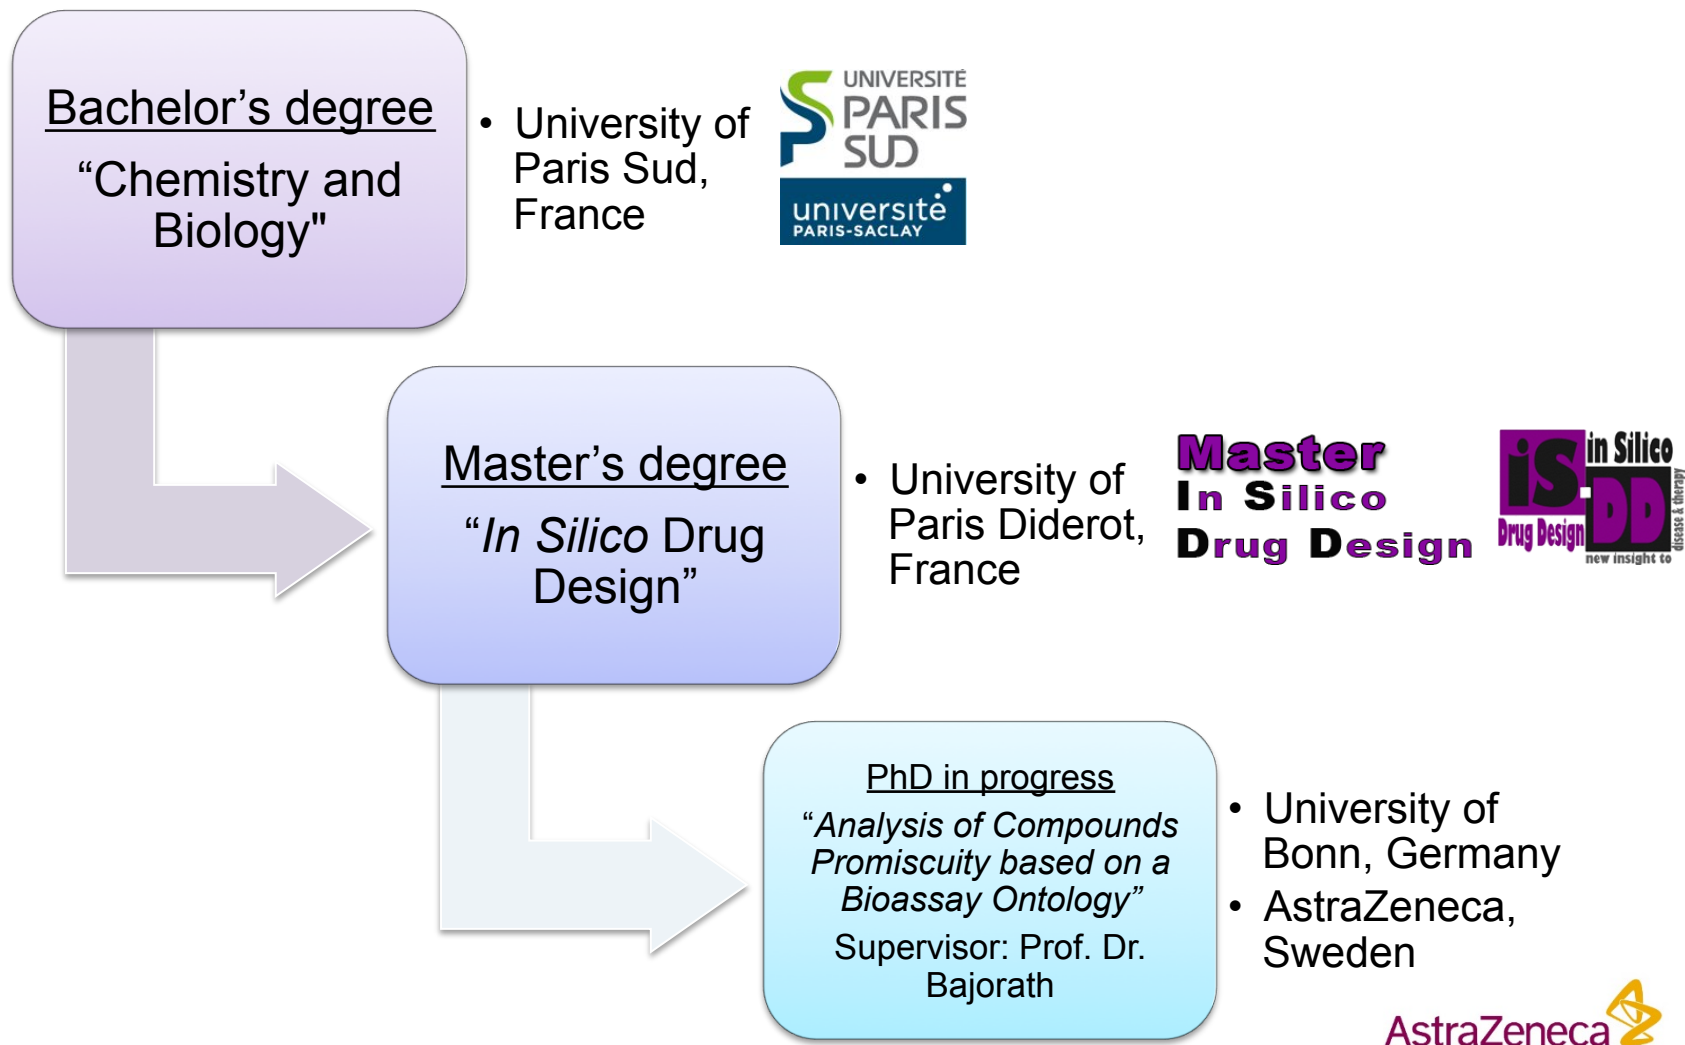 Bachelor’s degree
“Chemistry and
Biology"
• University of
Paris Sud,
France
UNIVERSITÉ
PARIS
SUD
université
PARIS-SACLAY
Master’s degree
“In Silico Drug
Design”
• University of
Paris Diderot,
France
Master
In Silico
Drug Design
iS
in Silico
Drug Design
DD
disease & therapy
new insight to
PhD in progress
“Analysis of Compounds
Promiscuity based on a
Bioassay Ontology”
Supervisor: Prof. Dr.
Bajorath
• University of
Bonn, Germany
• AstraZeneca,
Sweden
AstraZeneca